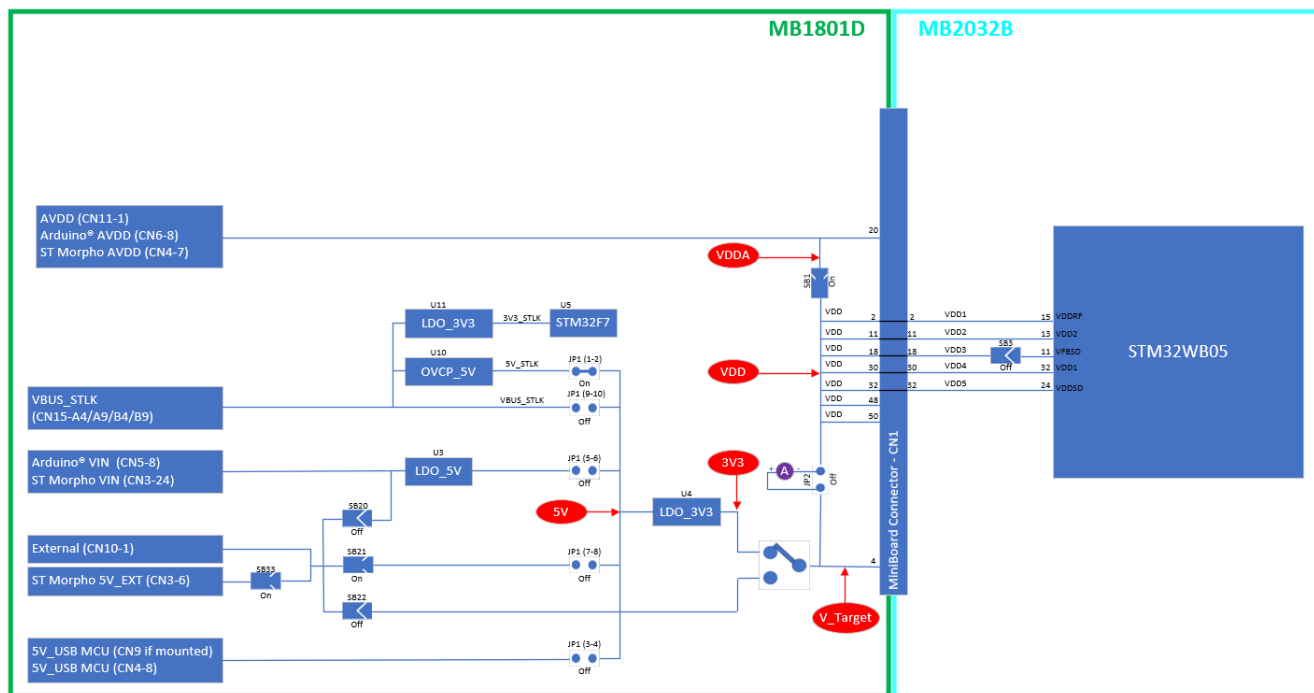 MB1801D
MB2032B
AVDD (CN11-1)
Arduino® AVDD (CN6-8)
ST Morpho AVDD (CN4-7)
20
VDDA
SB1
On
U11
LDO_3V3
3V3_STLK
U5
STM32F7
U10
OVCP_5V
5V_STLK
JP1 (1-2)
On
VBUS_STLK
(CN15-A4/A9/B4/B9)
VBUS_STLK
JP1 (9-10)
Off
VDD
VDD 2 2 VDD1 15 VDDRF
VDD 11 11 VDD2 13 VDD2
VDD 18 18 VDD3 SB3 Off 11 VFBSD
VDD 30 30 VDD4 32 VDD1
VDD 32 32 VDD5 24 VDDSD
VDD 48
VDD 50
STM32WB05
MiniBoard Connector - CN1
Arduino® VIN (CN5-8)
ST Morpho VIN (CN3-24)
U3
LDO_5V
JP1 (5-6)
Off
3V3
+ A -
JP2
Off
5V
U4
LDO_3V3
SB20
Off
External (CN10-1)
ST Morpho 5V_EXT (CN3-6)
SB33
On
SB21
On
JP1 (7-8)
Off
SB22
Off
4
V_Target
5V_USB MCU (CN9 if mounted)
5V_USB MCU (CN4-8)
JP1 (3-4)
Off